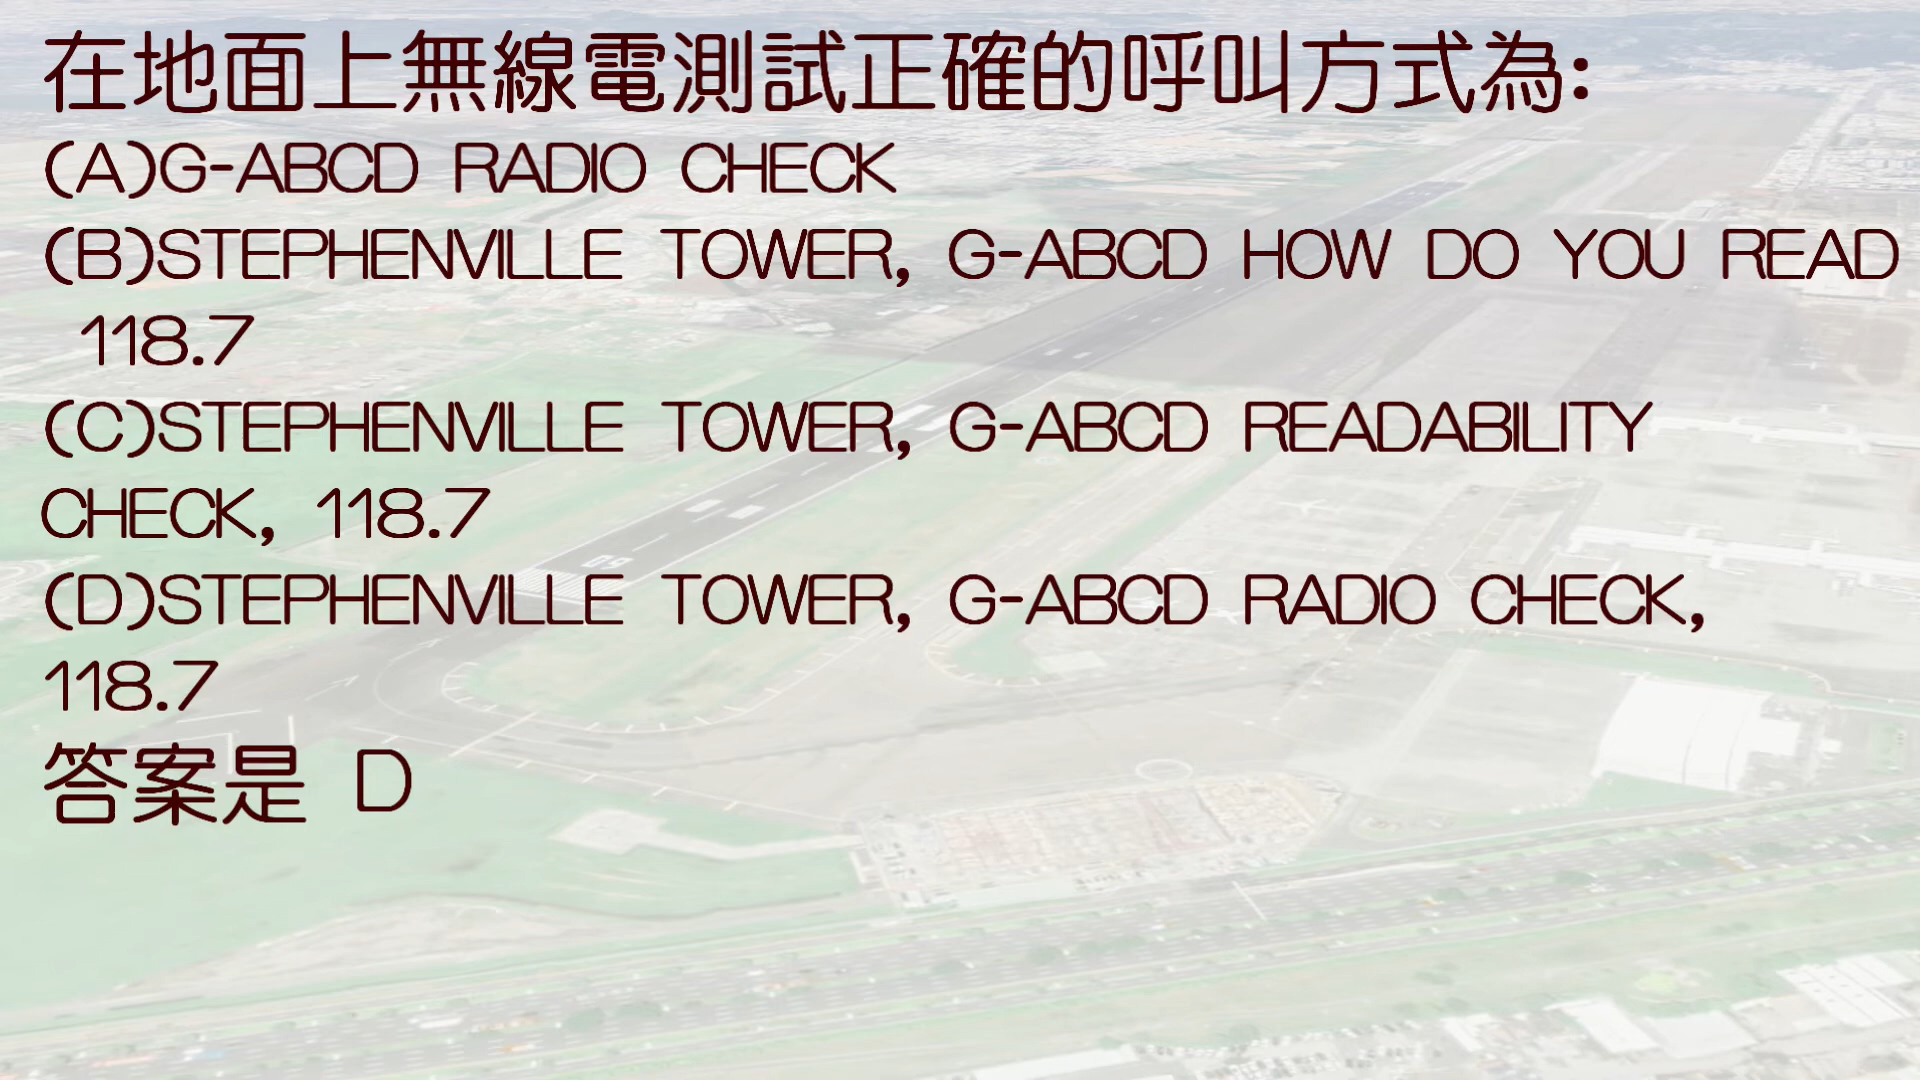 在地面上無線電測試正確的呼叫方式為:
(A)G-ABCD RADIO CHECK
(B)STEPHENVILLE TOWER, G-ABCD HOW DO YOU READ
118.7
(C)STEPHENVILLE TOWER, G-ABCD READABILITY
CHECK, 118.7
(D)STEPHENVILLE TOWER, G-ABCD RADIO CHECK,
118.7
答案是 D